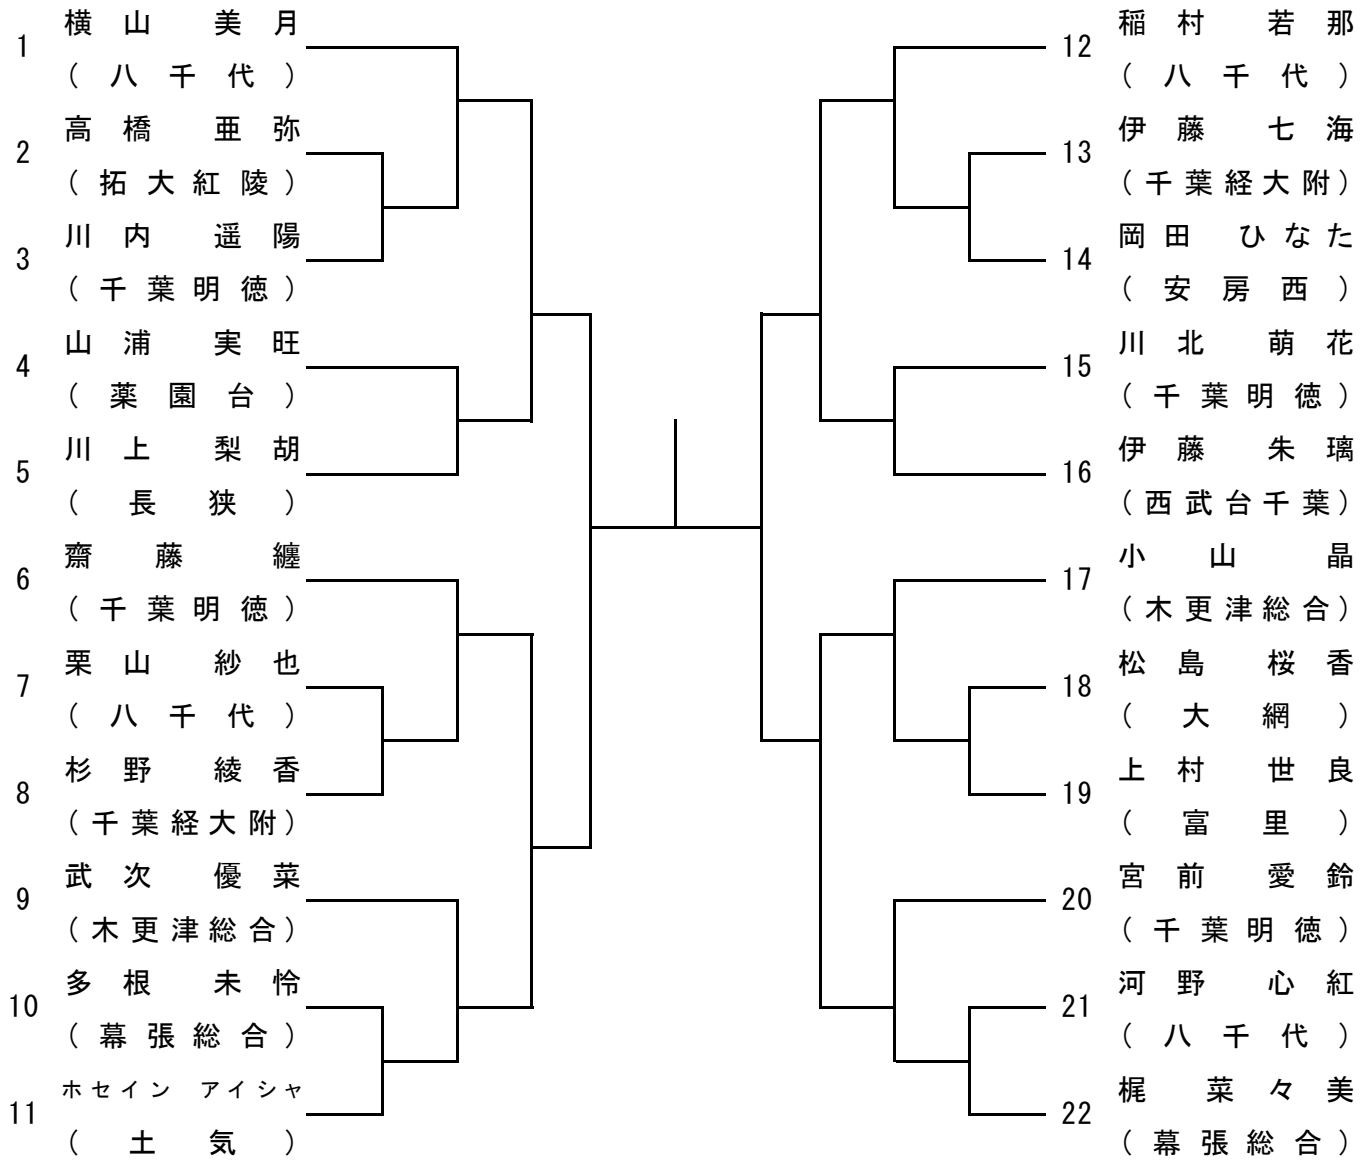 1 横山 美月
(八千代)
2 高橋 亜弥
(拓大紅陵)
3 川内 遥陽
(千葉明徳)
4 山浦 実旺
(薬園台)
5 川上 梨胡
(長狭)
6 齋藤 纏
(千葉明徳)
7 栗山 紗也
(八千代)
8 杉野 綾香
(千葉経大附)
9 武次 優菜
(木更津総合)
10 多根 未怜
(幕張総合)
11 ホセイン アイシャ
(土気)
12 稲村 若那
(八千代)
13 伊藤 七海
(千葉経大附)
14 岡田 ひなた
(安房西)
15 川北 萌花
(千葉明徳)
16 伊藤 朱璃
(西武台千葉)
17 小山 晶
(木更津総合)
18 松島 桜香
(大網)
19 上村 世良
(富里)
20 宮前 愛鈴
(千葉明徳)
21 河野 心紅
(八千代)
22 梶 菜々美
(幕張総合)